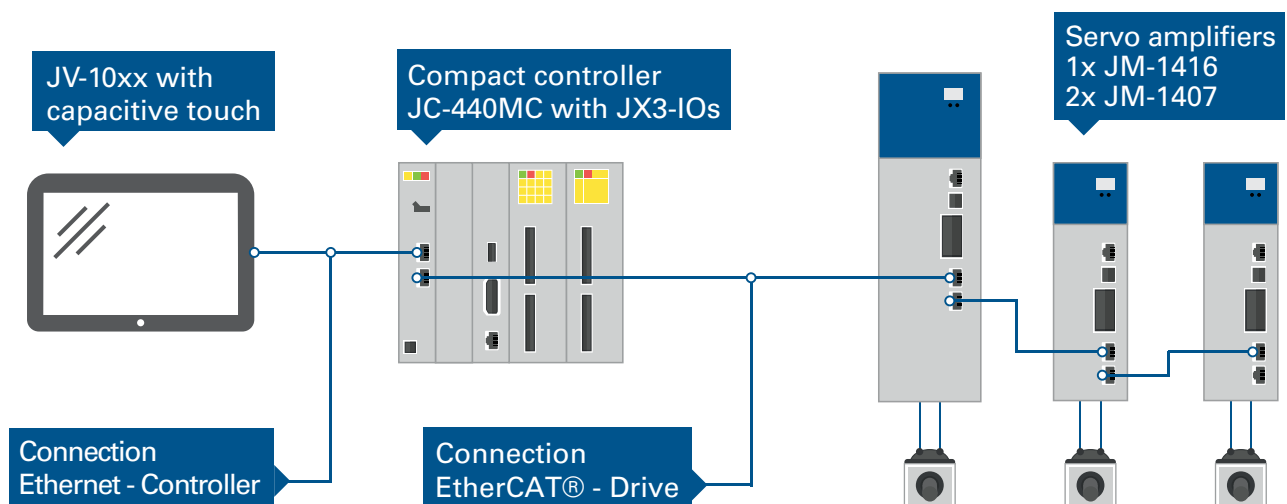 JV-10xx with
capacitive touch
Compact controller
JC-440MC with JX3-IOs
Servo amplifiers
1x JM-1416
2x JM-1407
Connection
Ethernet - Controller
Connection
EtherCAT® - Drive